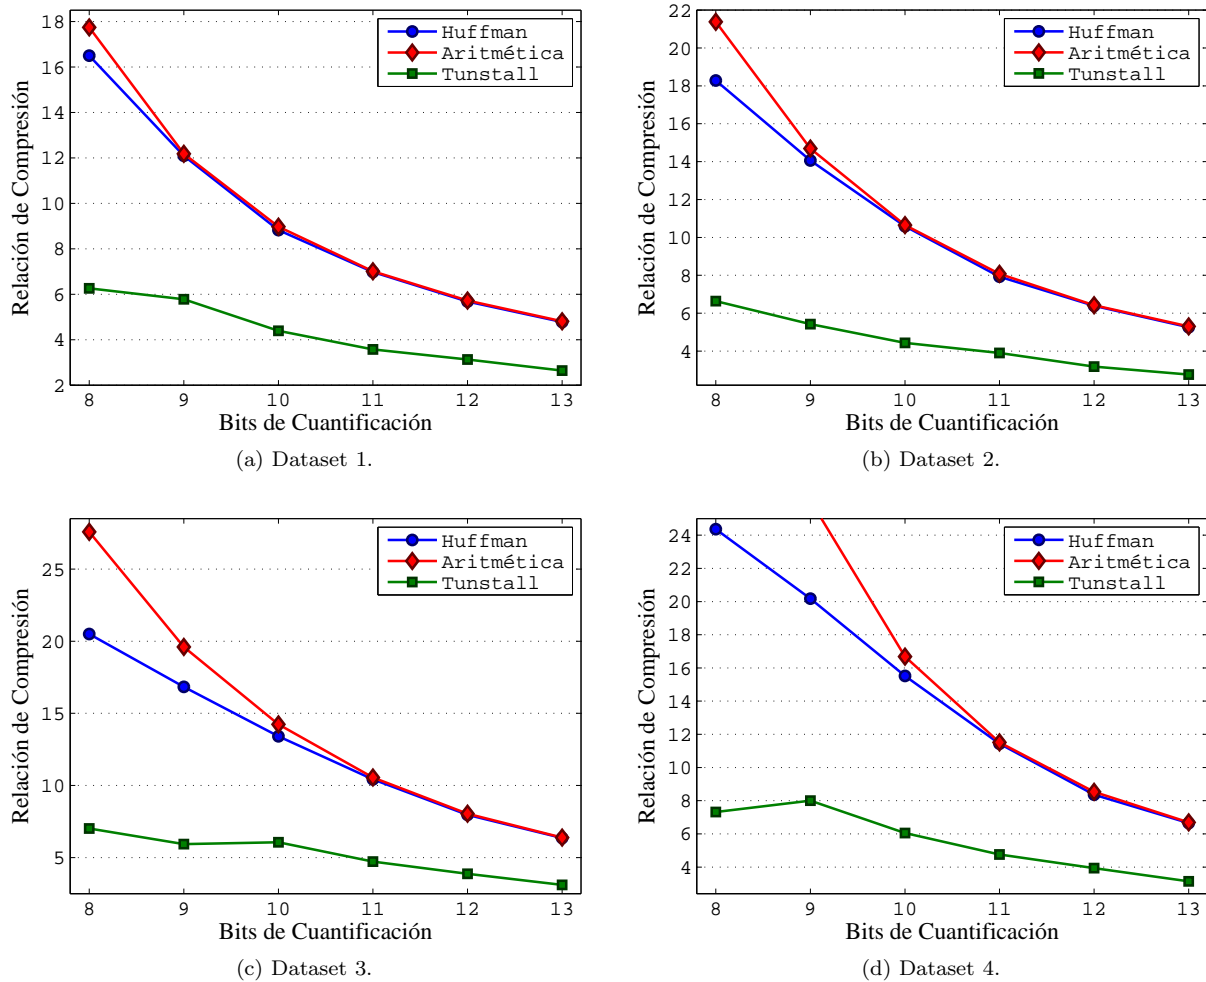 18
16
14
12
10
8
6
4
2
Relación de Compresión
Huffman
Aritmética
Tunstall
8 9 10 11 12 13
Bits de Cuantificación
(a) Dataset 1.
22
20
18
16
14
12
10
8
6
4
Relación de Compresión
Huffman
Aritmética
Tunstall
8 9 10 11 12 13
Bits de Cuantificación
(b) Dataset 2.
25
20
15
10
5
Relación de Compresión
Huffman
Aritmética
Tunstall
8 9 10 11 12 13
Bits de Cuantificación
(c) Dataset 3.
24
22
20
18
16
14
12
10
8
6
4
Relación de Compresión
Huffman
Aritmética
Tunstall
8 9 10 11 12 13
Bits de Cuantificación
(d) Dataset 4.